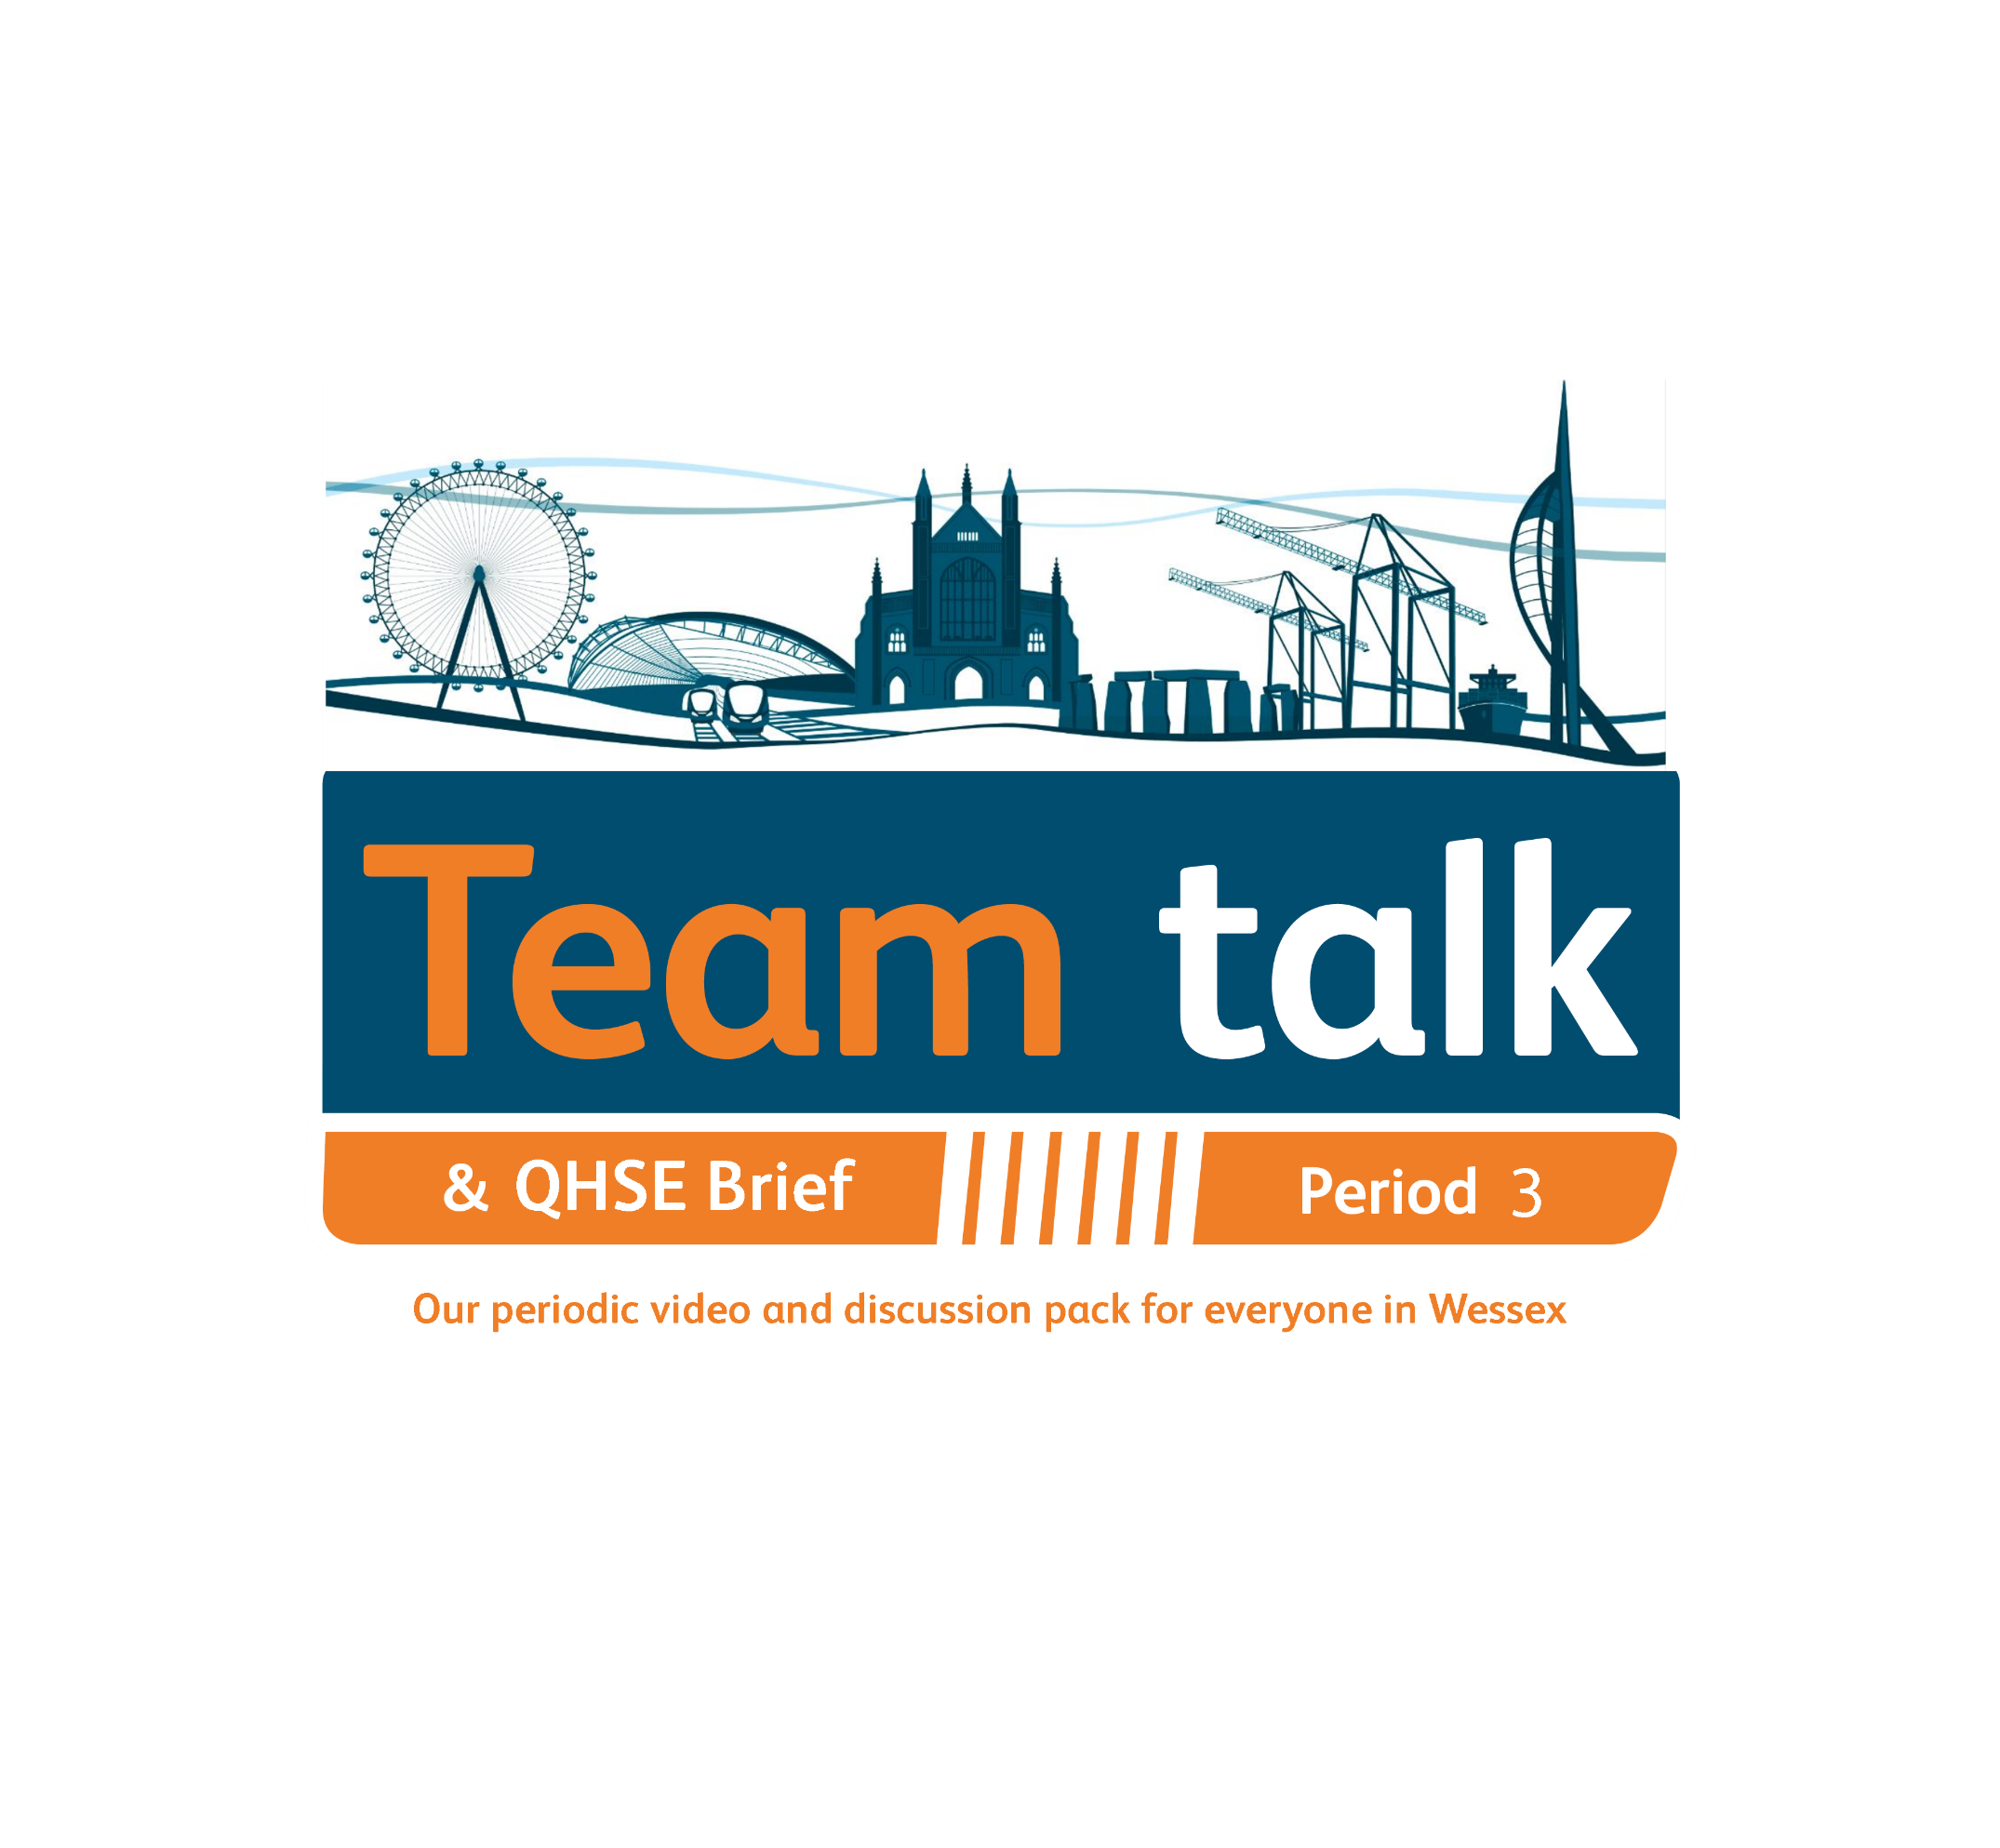 Team talk
& QHSE Brief
Period 3
Our periodic video and discussion pack for everyone in Wessex